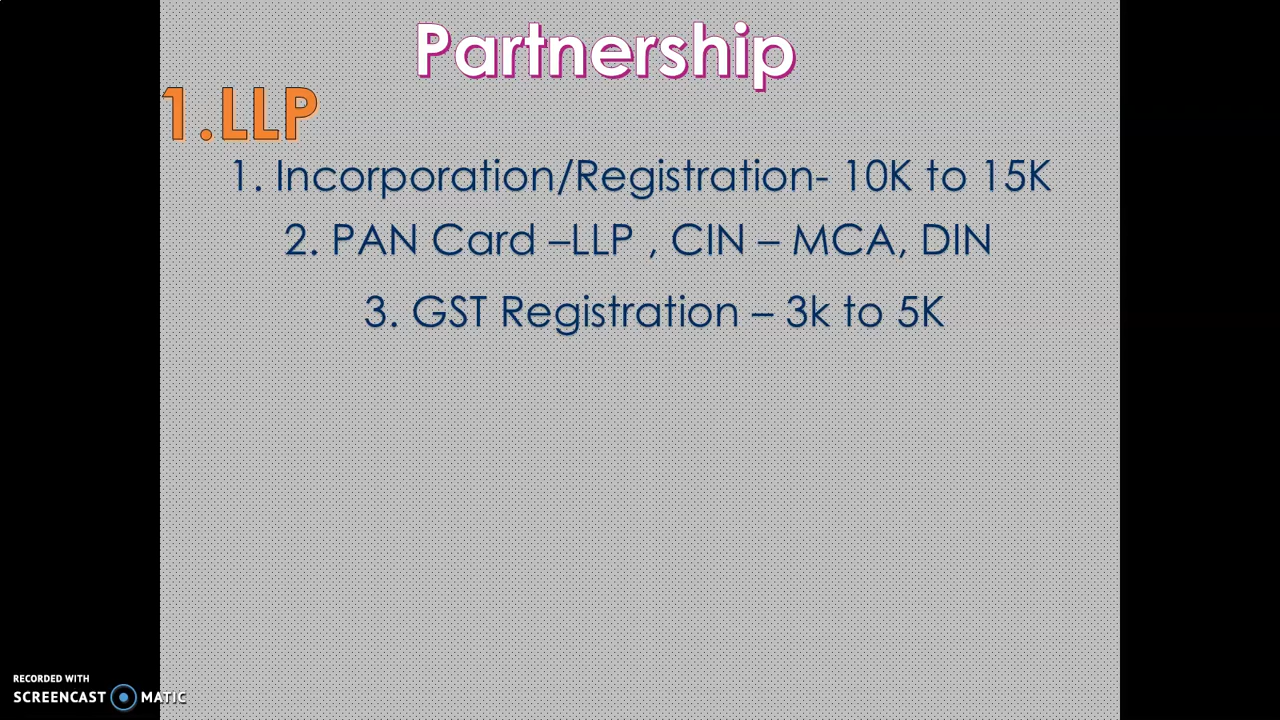 Partnership
1.LLP
1. Incorporation/Registration- 10K to 15K
2. PAN Card –LLP , CIN – MCA, DIN
3. GST Registration – 3k to 5K
RECORDED WITH
SCREENCAST MATIC